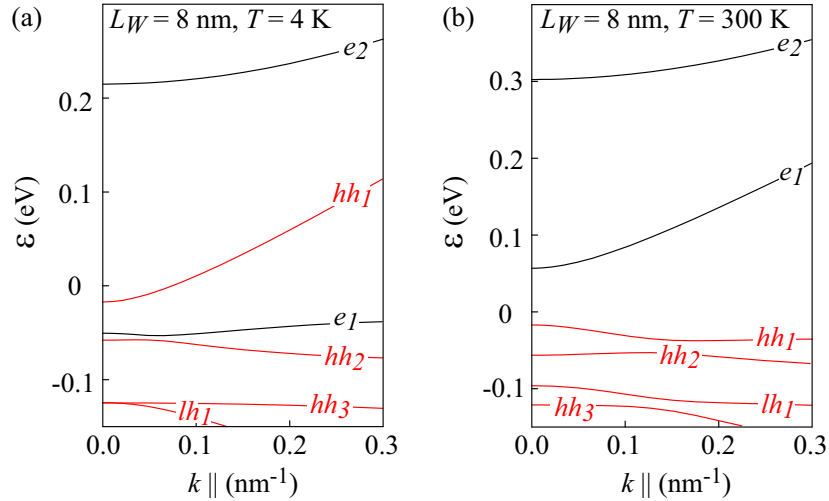 (a)
L_W = 8 nm, T = 4 K
e2
0.2
hh1
0.1
ε (eV)
0
e1
hh2
-0.1
hh3
lh1
0.0 0.1 0.2 0.3
k || (nm-1)
(b)
L_W = 8 nm, T = 300 K
e2
0.3
e1
0.2
ε (eV)
0.1
0
hh1
hh2
-0.1
lh1
hh3
0.0 0.1 0.2 0.3
k || (nm-1)